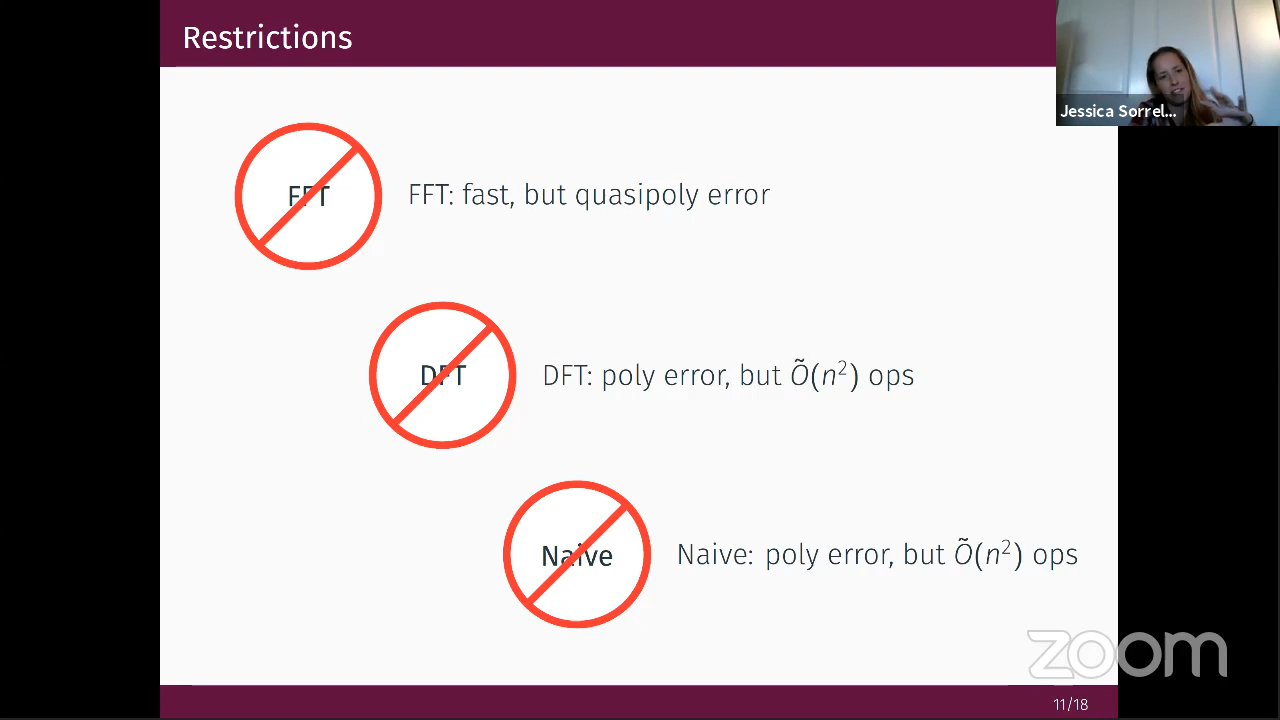 Restrictions
Jessica Sorrel...
FFT
FFT: fast, but quasipoly error
DFT
DFT: poly error, but Õ(n²) ops
Naive
Naive: poly error, but Õ(n²) ops
zoom
11/18